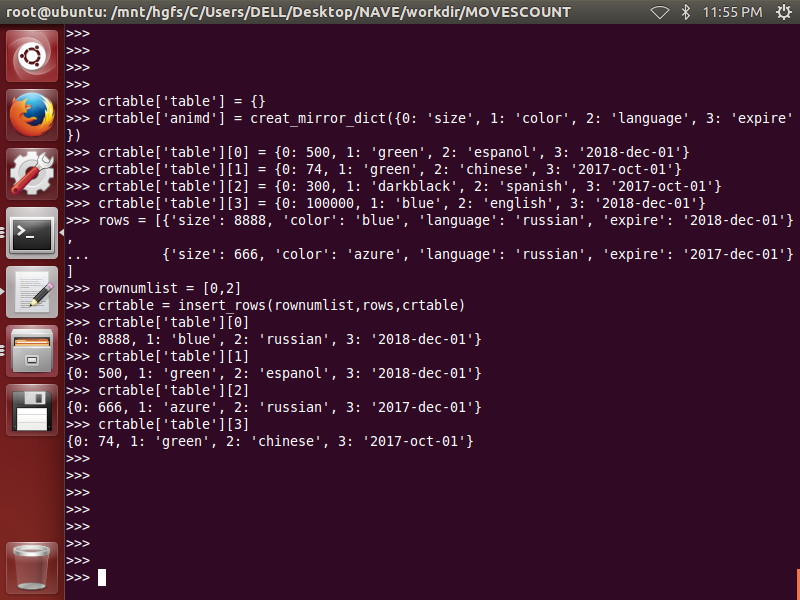 root@ubuntu: /mnt/hgfs/C/Users/DELL/Desktop/NAVE/workdir/MOVESCOUNT 11:55 PM
>>>
>>>
>>>
>>>
>>> crtable['table'] = {}
>>> crtable['animd'] = creat_mirror_dict({0: 'size', 1: 'color', 2: 'language', 3: 'expire'
})
>>> crtable['table'][0] = {0: 500, 1: 'green', 2: 'espanol', 3: '2018-dec-01'}
>>> crtable['table'][1] = {0: 74, 1: 'green', 2: 'chinese', 3: '2017-oct-01'}
>>> crtable['table'][2] = {0: 300, 1: 'darkblack', 2: 'spanish', 3: '2017-oct-01'}
>>> crtable['table'][3] = {0: 100000, 1: 'blue', 2: 'english', 3: '2018-dec-01'}
>>> rows = [{'size': 8888, 'color': 'blue', 'language': 'russian', 'expire': '2018-dec-01'}
,
...         {'size': 666, 'color': 'azure', 'language': 'russian', 'expire': '2017-dec-01'}
]
>>> rownumlist = [0,2]
>>> crtable = insert_rows(rownumlist,rows,crtable)
>>> crtable['table'][0]
{0: 8888, 1: 'blue', 2: 'russian', 3: '2018-dec-01'}
>>> crtable['table'][1]
{0: 500, 1: 'green', 2: 'espanol', 3: '2018-dec-01'}
>>> crtable['table'][2]
{0: 666, 1: 'azure', 2: 'russian', 3: '2017-dec-01'}
>>> crtable['table'][3]
{0: 74, 1: 'green', 2: 'chinese', 3: '2017-oct-01'}
>>>
>>>
>>>
>>>
>>>
>>>
>>>
>>>